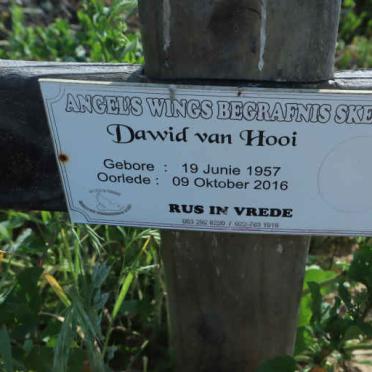 ANGEL'S WINGS BEGRAFNIS SKE
Dawid van Hooi
Gebore : 19 Junie 1957
Oorlede : 09 Oktober 2016
RUS IN VREDE